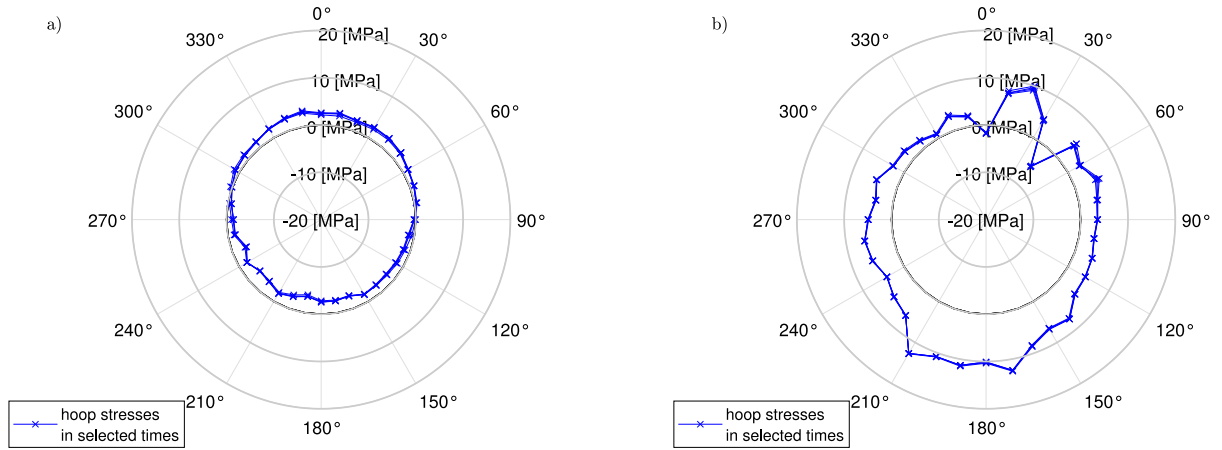 a)
0°
30°
60°
90°
120°
150°
180°
210°
240°
270°
300°
330°
20 [MPa]
10 [MPa]
0 [MPa]
-10 [MPa]
-20 [MPa]
hoop stresses
in selected times
b)
0°
30°
60°
90°
120°
150°
180°
210°
240°
270°
300°
330°
20 [MPa]
10 [MPa]
0 [MPa]
-10 [MPa]
-20 [MPa]
hoop stresses
in selected times